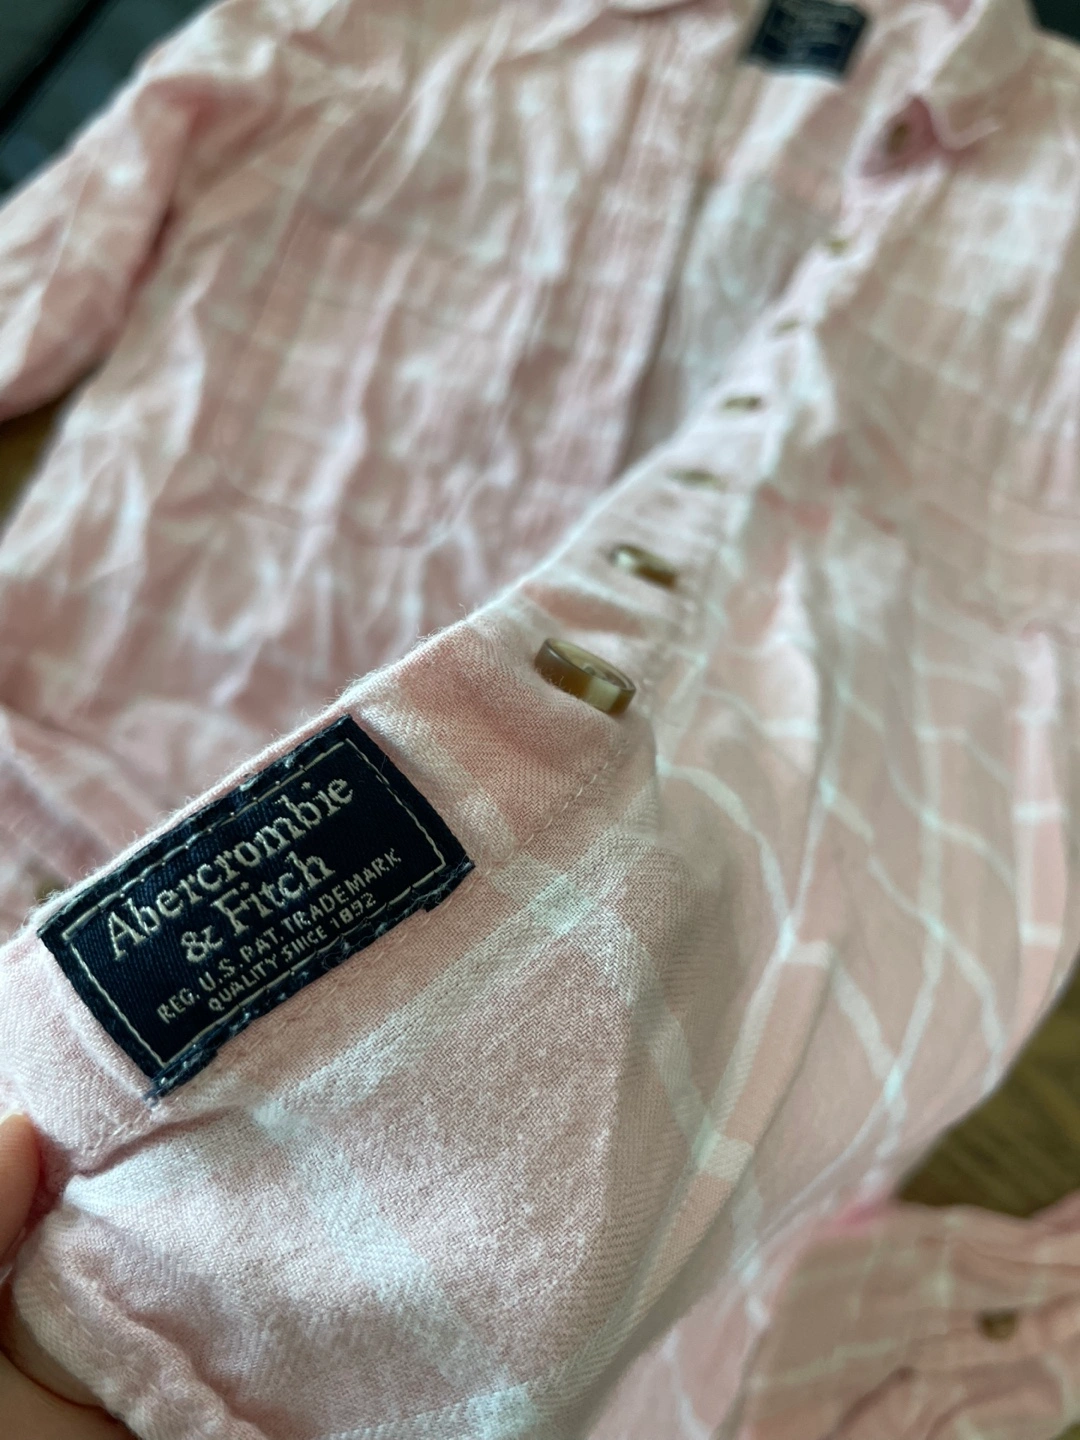 Abercrombie
& Fitch
REG. U.S. PAT. TRADEMARK
QUALITY SINCE 1892